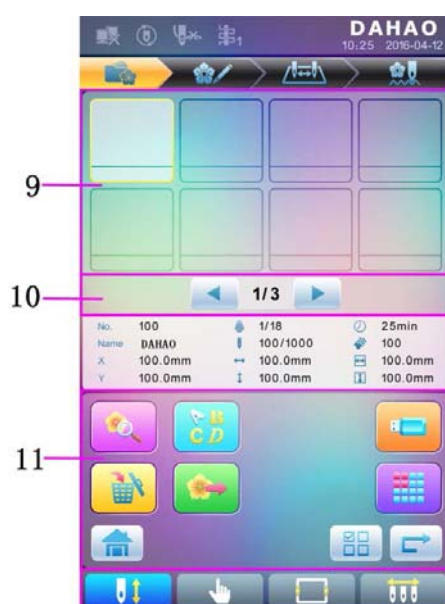 DAHAO
10:25 2016-04-12
1
9
10
1/3
No. 100 1/18 25min
Name DAHAO 100/1000 100
X 100.0mm 100.0mm 100.0mm
Y 100.0mm 100.0mm 100.0mm
A B
C D
11